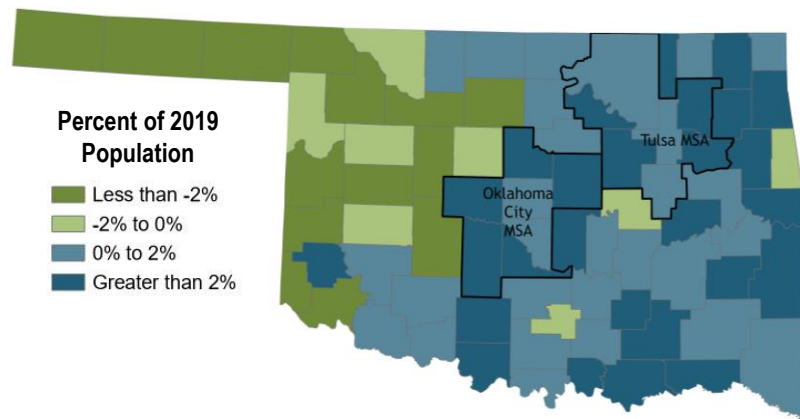 Percent of 2019
Population
Less than -2%
-2% to 0%
0% to 2%
Greater than 2%
Tulsa MSA
Oklahoma
City
MSA